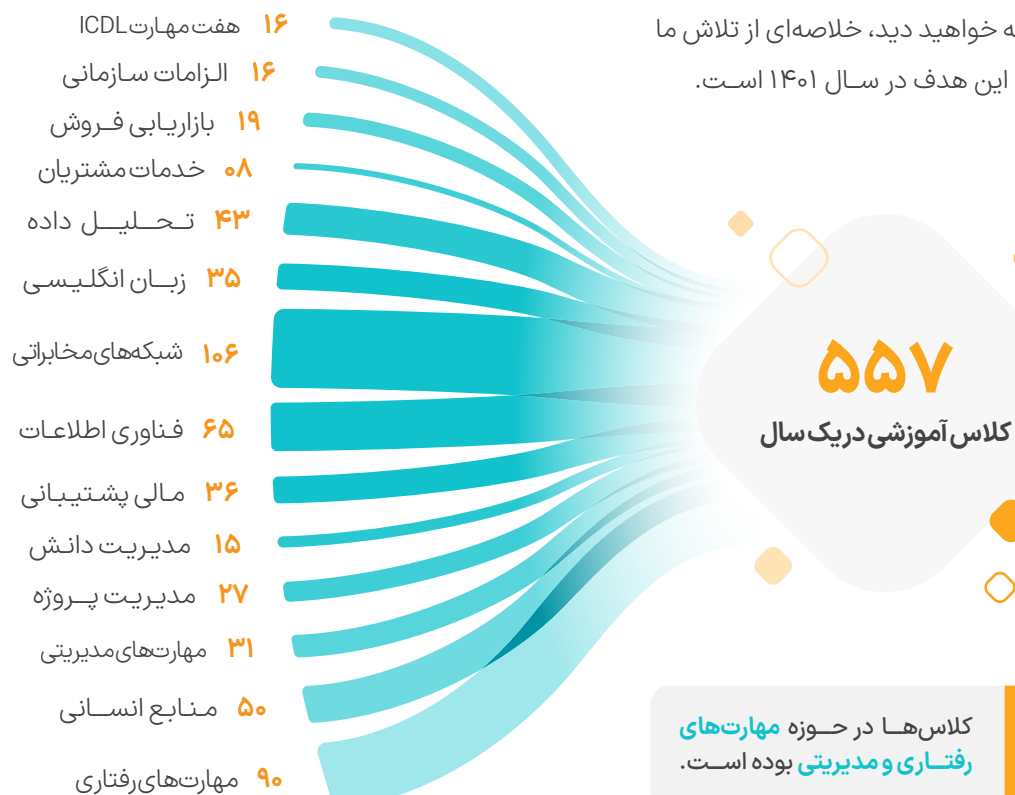 ه خواهید دید، خلاصه‌ای از تلاش ما
این هدف در سال ۱۴۰۱ است.
۱۶ هفت مهارت ICDL
۱۶ الزامات سازمانی
۱۹ بازاریابی فروش
۰۸ خدمات مشتریان
۴۳ تحلیل داده
۳۵ زبان انگلیسی
۱۰۶ شبکه‌های مخابراتی
۶۵ فناوری اطلاعات
۳۶ مالی پشتیبانی
۱۵ مدیریت دانش
۲۷ مدیریت پروژه
۳۱ مهارت‌های مدیریتی
۵۰ منابع انسانی
۹۰ مهارت‌های رفتاری
۵۵۷
کلاس آموزشی در یک سال
کلاس‌ها در حوزه مهارت‌های
رفتاری و مدیریتی بوده است.